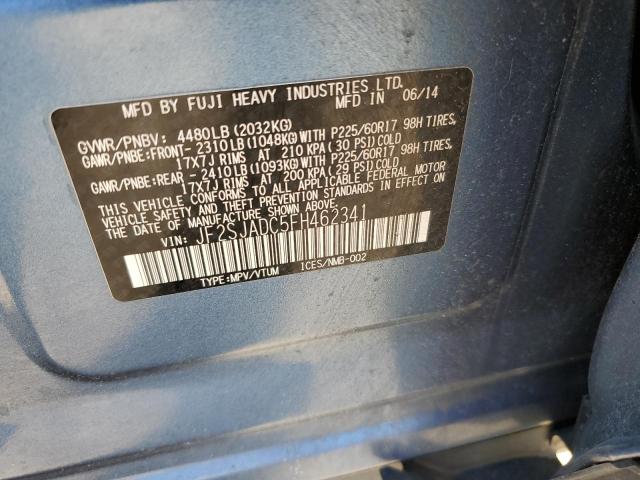 MFD BY FUJI HEAVY INDUSTRIES LTD.
MFD IN 06/14
GVWR/PNBV: 4480LB(2032KG)
GAWR/PNBE:FRONT- 2310LB(1048KG)WITH P225/60R17 98H TIRES
17X7J RIMS AT 210 KPA( 30 PSI)COLD
GAWR/PNBE:REAR - 2410LB(1093KG)WITH P225/60R17 98H TIRES
17X7J RIMS AT 200 KPA( 29 PSI)COLD
THIS VEHICLE CONFORMS TO ALL APPLICABLE FEDERAL MOTOR
VEHICLE SAFETY AND THEFT PREVENTION STANDARDS IN EFFECT
ON THE DATE OF MANUFACTURE SHOWN ABOVE.
VIN: JF2SJADC5FH462341
TYPE:MPV/VTUM ICES/NMB-002